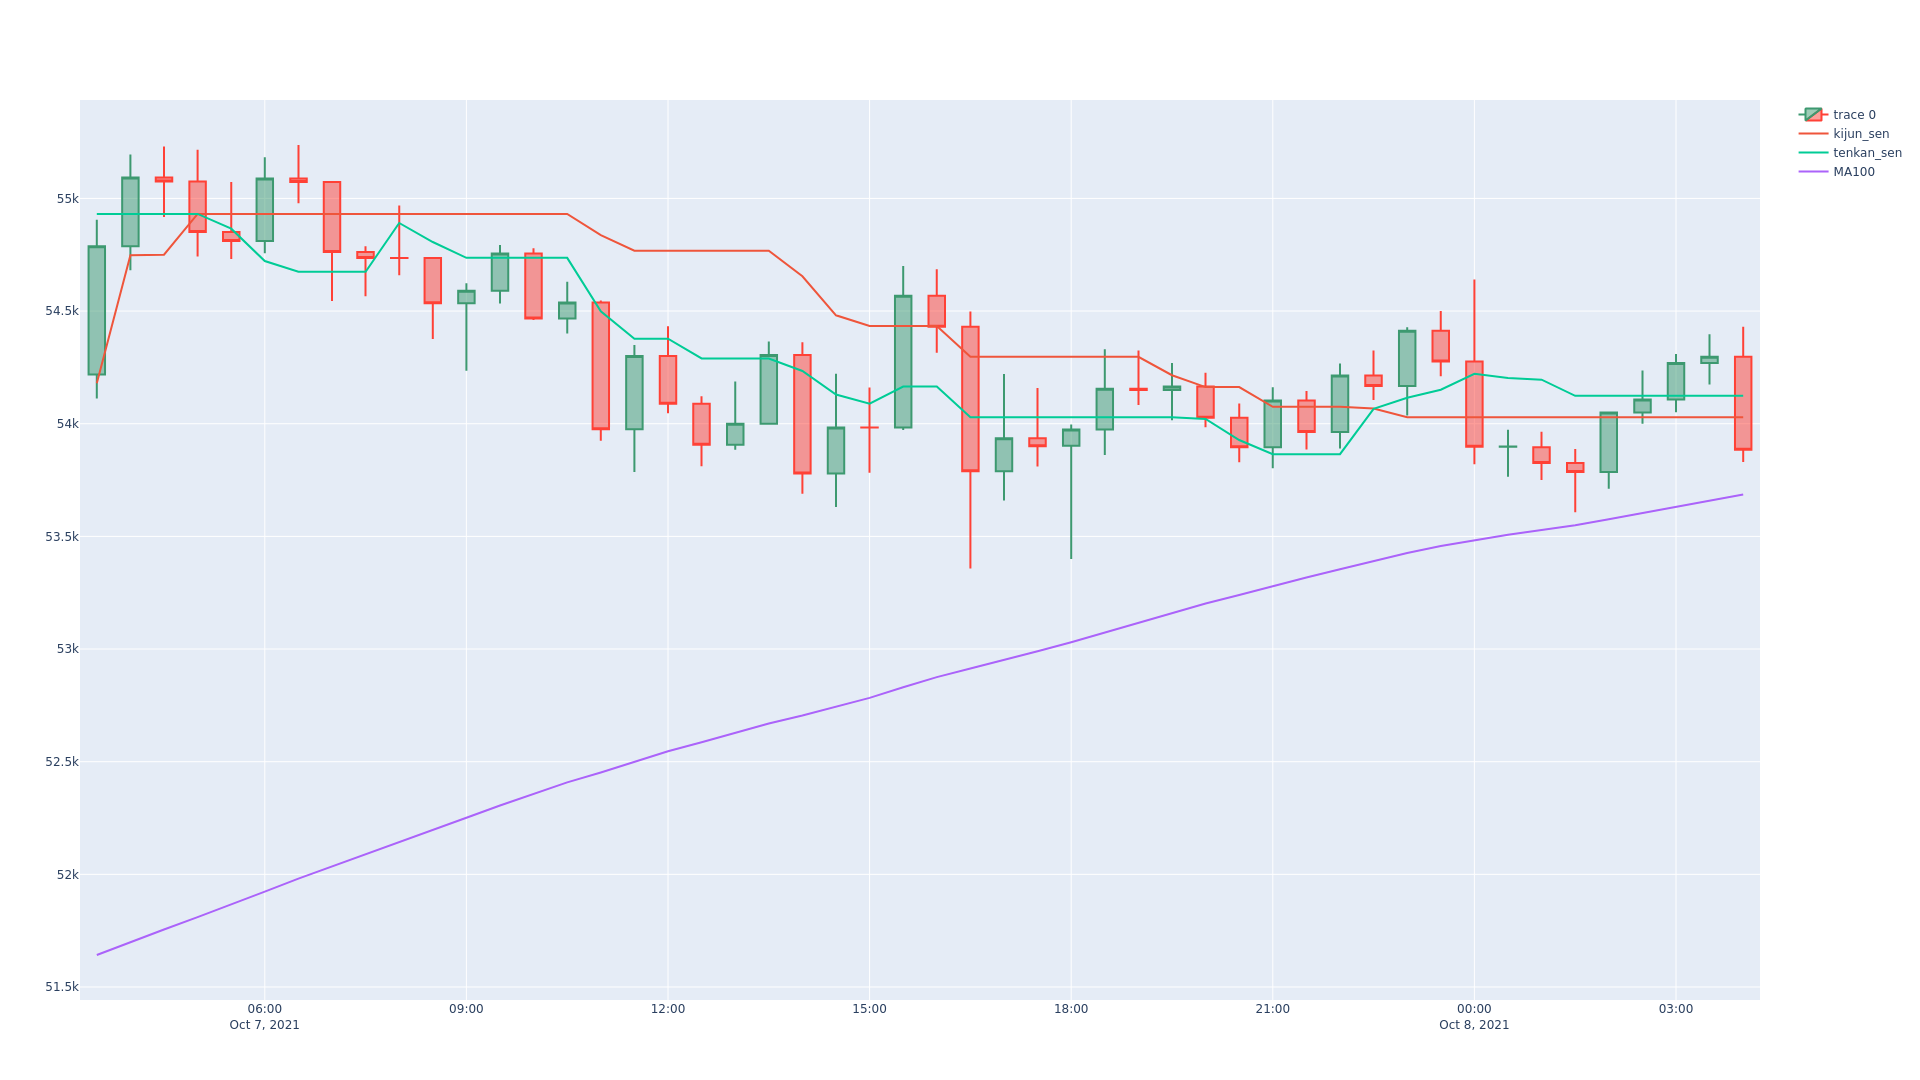 trace 0
kijun_sen
tenkan_sen
MA100
55k
54.5k
54k
53.5k
53k
52.5k
52k
51.5k
06:00 09:00 12:00 15:00 18:00 21:00 00:00 03:00
Oct 7, 2021 Oct 8, 2021